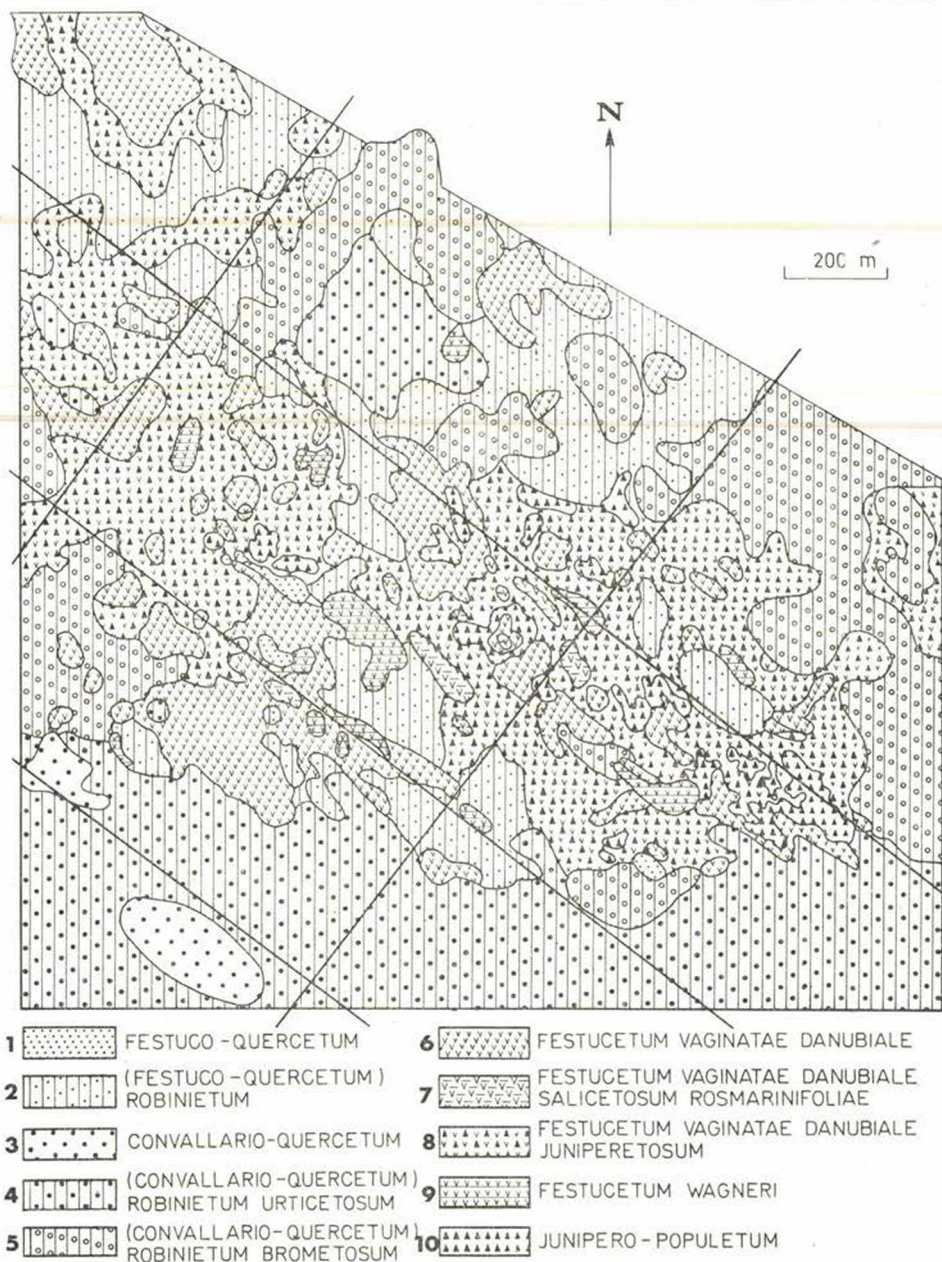 N
200 m
1 FESTUCO-QUERCETUM
2 (FESTUCO-QUERCETUM)
ROBINIETUM
3 CONVALLARIO-QUERCETUM
4 (CONVALLARIO-QUERCETUM)
ROBINIETUM URTICETOSUM
5 (CONVALLARIO-QUERCETUM)
ROBINIETUM BROMETOSUM
6 FESTUCETUM VAGINATAE DANUBIALE
7 FESTUCETUM VAGINATAE DANUBIALE
SALICETOSUM ROSMARINIFOLIAE
8 FESTUCETUM VAGINATAE DANUBIALE
JUNIPERETOSUM
9 FESTUCETUM WAGNERI
10 JUNIPERO-POPULETUM